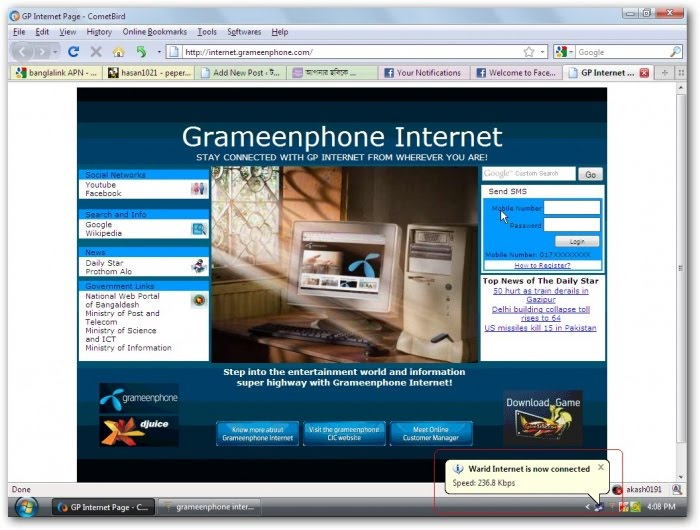 GP Internet Page - CometBird
File Edit View History Online Bookmarks Tools Softwares Gamewares Help
http://internet.grameenphone.com/
Google
banglalink APN - ...
hasan1021 - peper...
Add New Post ‹ ট...
আপনার ছবিকে ...
Your Notifications
Welcome to Face...
GP Internet ...
Grameenphone Internet
STAY CONNECTED WITH GP INTERNET FROM WHEREVER YOU ARE!
Social Networks
Youtube
Facebook
Search and Info
Google
Wikipedia
News
Daily Star
Prothom Alo
Government Links
National Web Portal
of Bangaldesh
Ministry of Post and
Telecom
Ministry of Science
and ICT
Ministry of Information
Google™ Custom Search
Go
Send SMS
Mobile Number
Password
Login
Mobile Number: 017XXXXXXXX
How to Register?
Top News of The Daily Star
50 hurt as train derails in
Gazipur
Delhi building collapse toll
rises to 64
US missiles kill 15 in Pakistan
Step into the entertainment world and information
super highway with Grameenphone Internet!
grameenphone
djuice
Know more about
Grameenphone Internet
Visit the grameenphone
CIC website
Meet Online
Customer Manager
Download Game
Warid Internet is now connected
Speed: 236.8 Kbps
Done
akash0191
GP Internet Page - C...
grameenphone inter...
4:08 PM